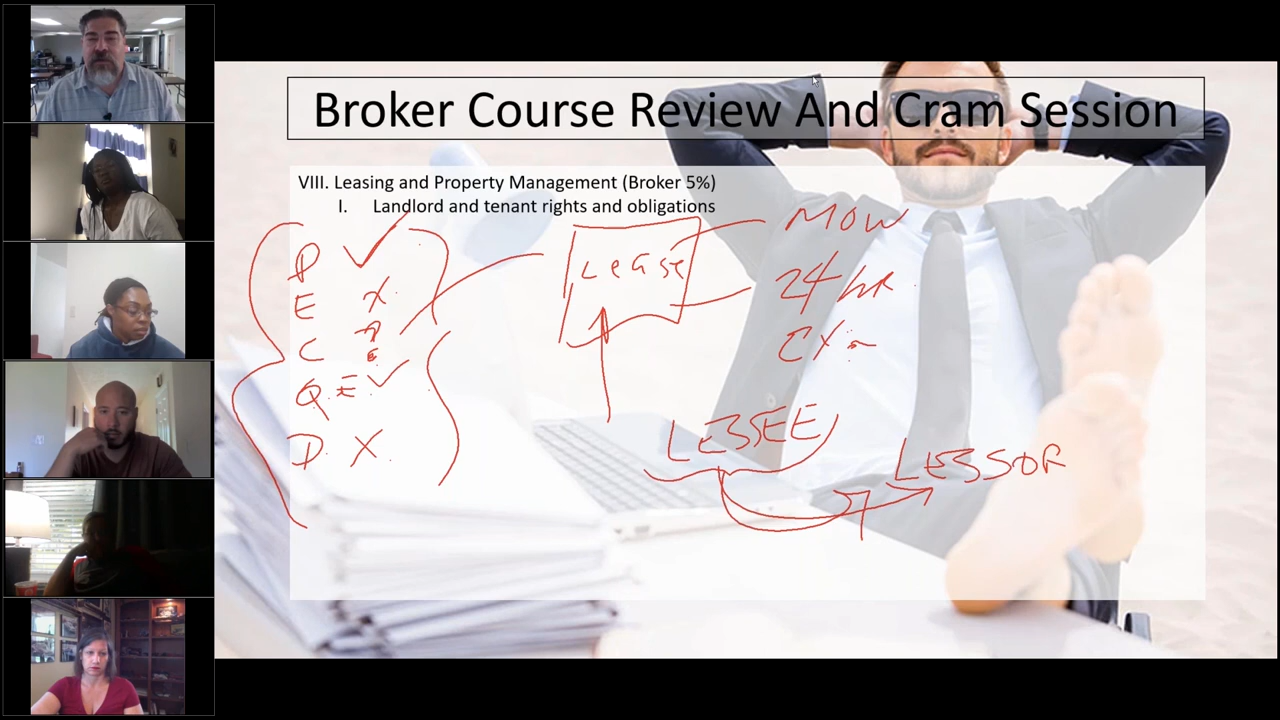 Broker Course Review And Cram Session
VIII. Leasing and Property Management (Broker 5%)
I. Landlord and tenant rights and obligations
P
E X
C
Q.E
D. X
LEASE
MOW
24 HR
LESSEE
LESSOR